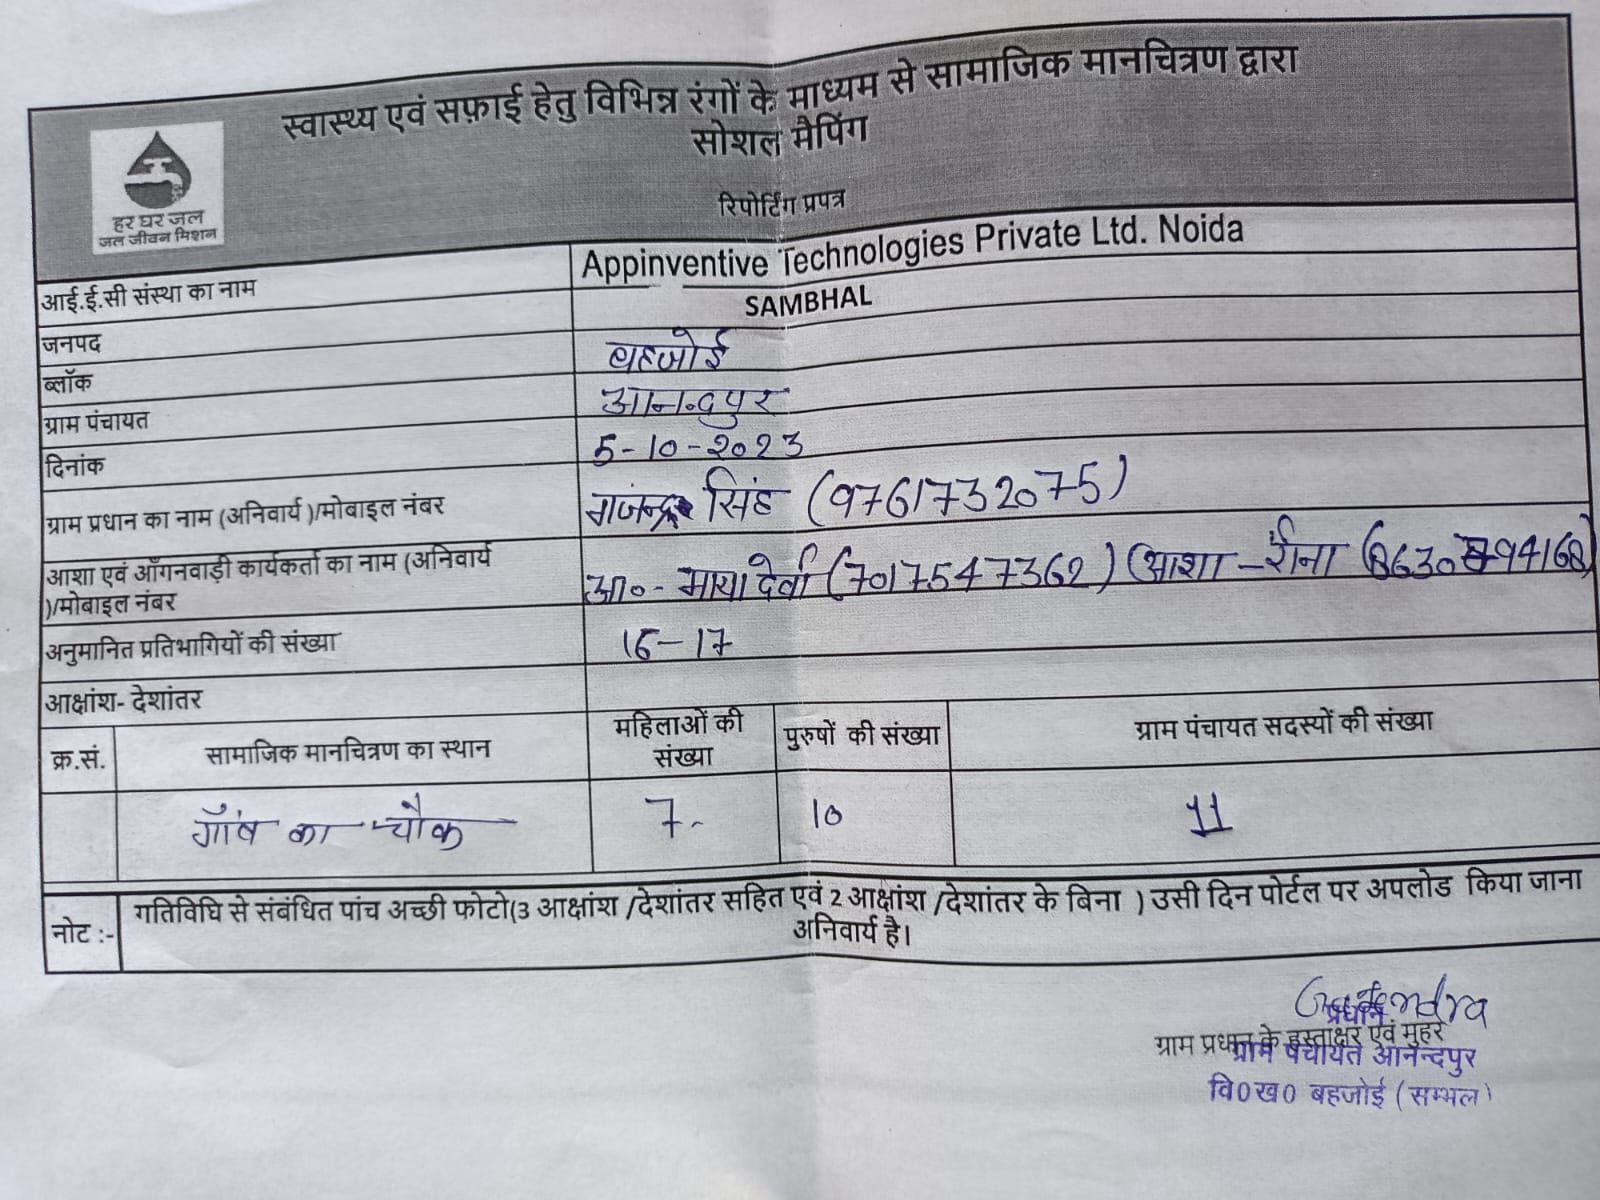 स्वास्थ्य एवं सफ़ाई हेतु विभिन्न रंगों के माध्यम से सामाजिक मानचित्रण द्वारा
सोशल मैपिंग
रिपोर्टिंग प्रपत्र
हर घर जल
जल जीवन मिशन
आई.ई.सी संस्था का नाम Appinventive Technologies Private Ltd. Noida
जनपद SAMBHAL
ब्लॉक बहजोई
ग्राम पंचायत आनन्दपुर
दिनांक 5-10-2023
ग्राम प्रधान का नाम (अनिवार्य )/मोबाइल नंबर गजेन्द्र सिंह (9761732075)
आशा एवं आँगनवाड़ी कार्यकर्ता का नाम (अनिवार्य
)/मोबाइल नंबर आ०- माया देवी (7017547362) (आशा - रीना
अनुमानित प्रतिभागियों की संख्या 16-17
आक्षांश- देशांतर
क्र.सं. सामाजिक मानचित्रण का स्थान महिलाओं की संख्या पुरुषों की संख्या ग्राम पंचायत सदस्यों की संख्या
गाँव का चौक 7- 10 11
नोट :- गतिविधि से संबंधित पांच अच्छी फोटो(3 आक्षांश /देशांतर सहित एवं 2 आक्षांश /देशांतर के बिना ) उसी दिन पोर्टल पर अपलोड किया जाना
अनिवार्य है।
Gajendra
प्रधान
ग्राम प्रधान के हस्ताक्षर एवं मुहर
ग्राम पंचायत आनन्दपुर
वि0ख0 बहजोई (सम्भल)